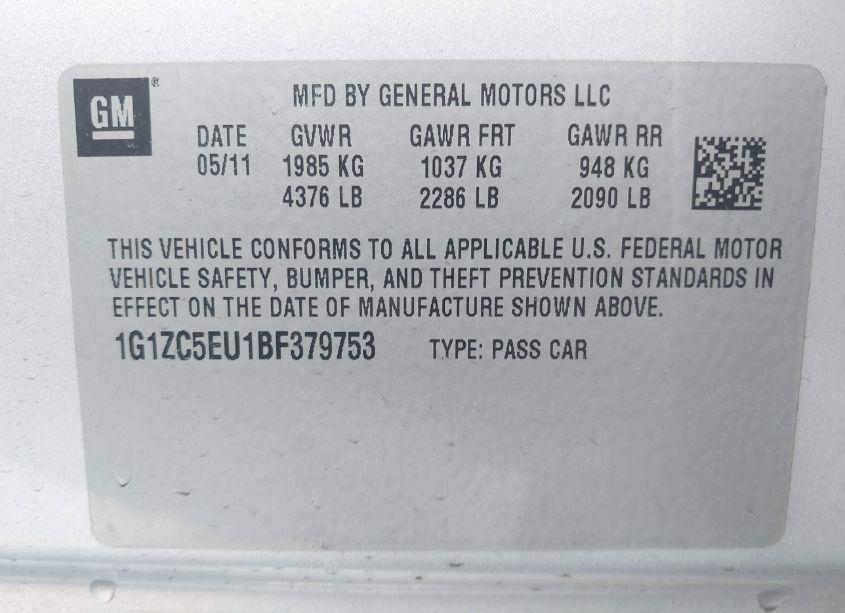 GM®
MFD BY GENERAL MOTORS LLC
DATE GVWR GAWR FRT GAWR RR
05/11 1985 KG 1037 KG 948 KG
4376 LB 2286 LB 2090 LB
THIS VEHICLE CONFORMS TO ALL APPLICABLE U.S. FEDERAL MOTOR
VEHICLE SAFETY, BUMPER, AND THEFT PREVENTION STANDARDS IN
EFFECT ON THE DATE OF MANUFACTURE SHOWN ABOVE.
1G1ZC5EU1BF379753 TYPE: PASS CAR